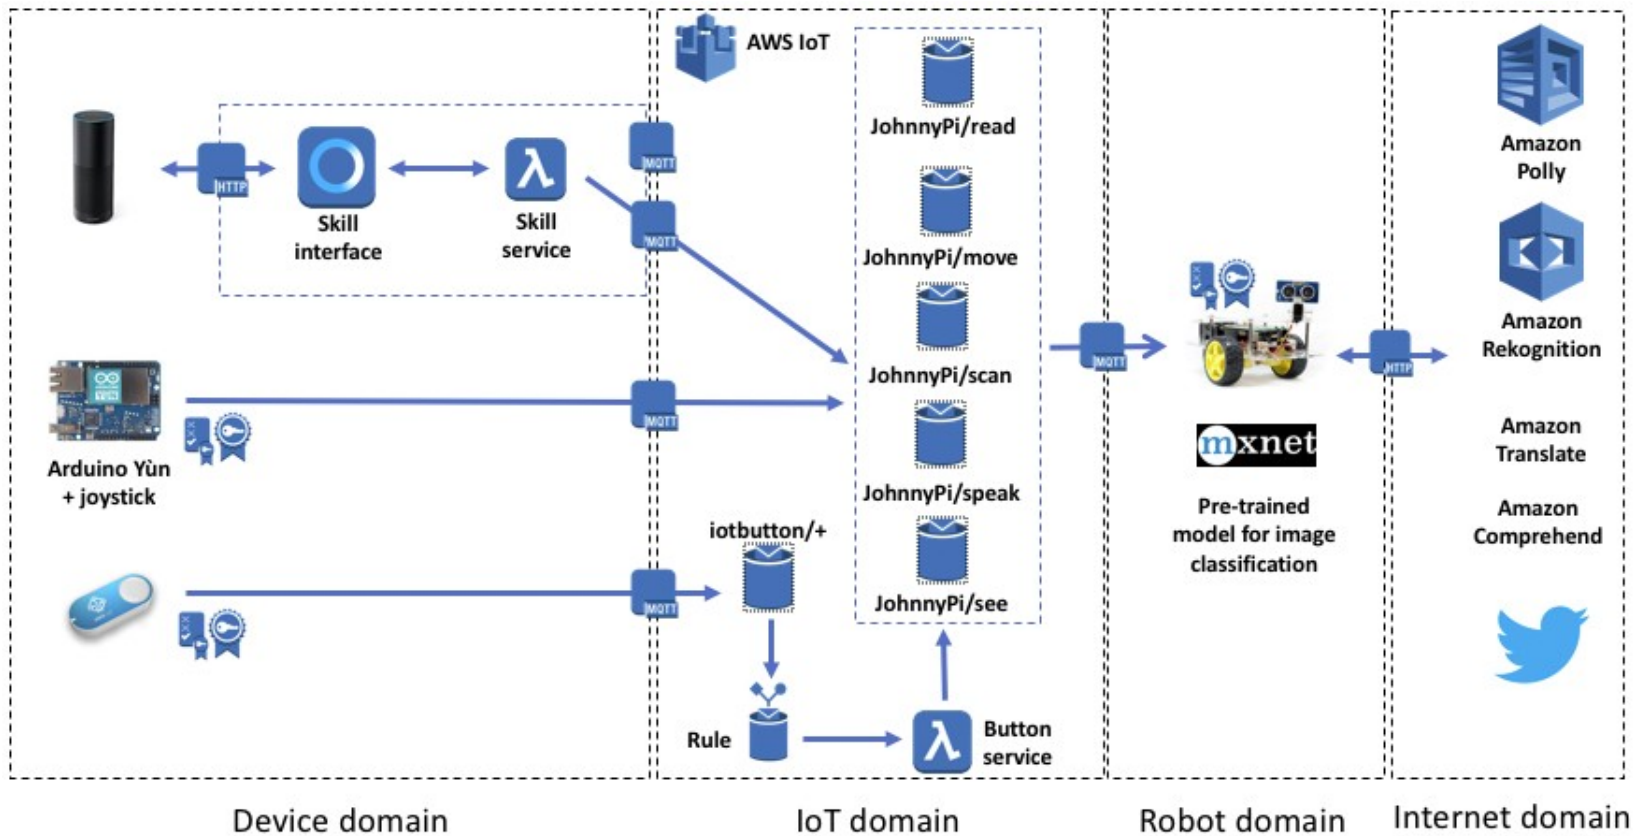 AWS IoT
HTTP
Skill
interface
Skill
service
MQTT
MQTT
Arduino Yùn
+ joystick
MQTT
MQTT
JohnnyPi/read
JohnnyPi/move
JohnnyPi/scan
JohnnyPi/speak
JohnnyPi/see
iotbutton/+
Rule
Button
service
MQTT
mxnet
Pre-trained
model for image
classification
HTTP
Amazon
Polly
Amazon
Rekognition
Amazon
Translate
Amazon
Comprehend
Device domain
IoT domain
Robot domain
Internet domain